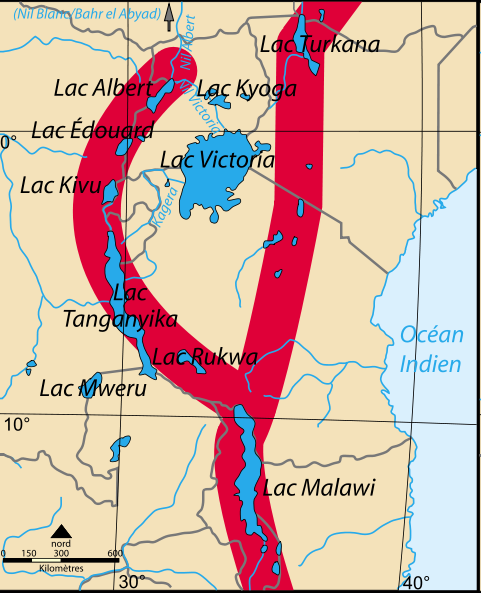 (Nil Blanc/Bahr el Abyad)
Nil Albert
Lac Turkana
Lac Albert
Lac Kyoga
Nil Victoria
Lac Édouard
0°
Lac Victoria
Lac Kivu
Kagera
Lac
Tanganyika
Océan
Indien
Lac Rukwa
Lac Mweru
10°
Lac Malawi
nord
0 150 300 600
Kilomètres
30°
40°